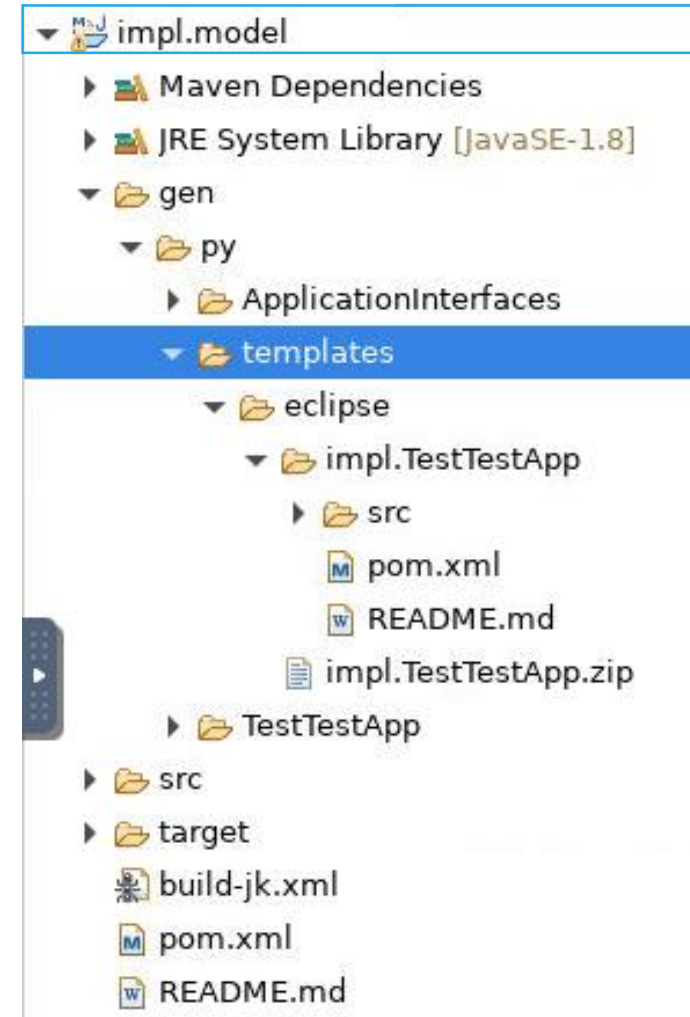 impl.model
Maven Dependencies
JRE System Library [JavaSE-1.8]
gen
py
ApplicationInterfaces
templates
eclipse
impl.TestTestApp
src
pom.xml
README.md
impl.TestTestApp.zip
TestTestApp
src
target
build-jk.xml
pom.xml
README.md